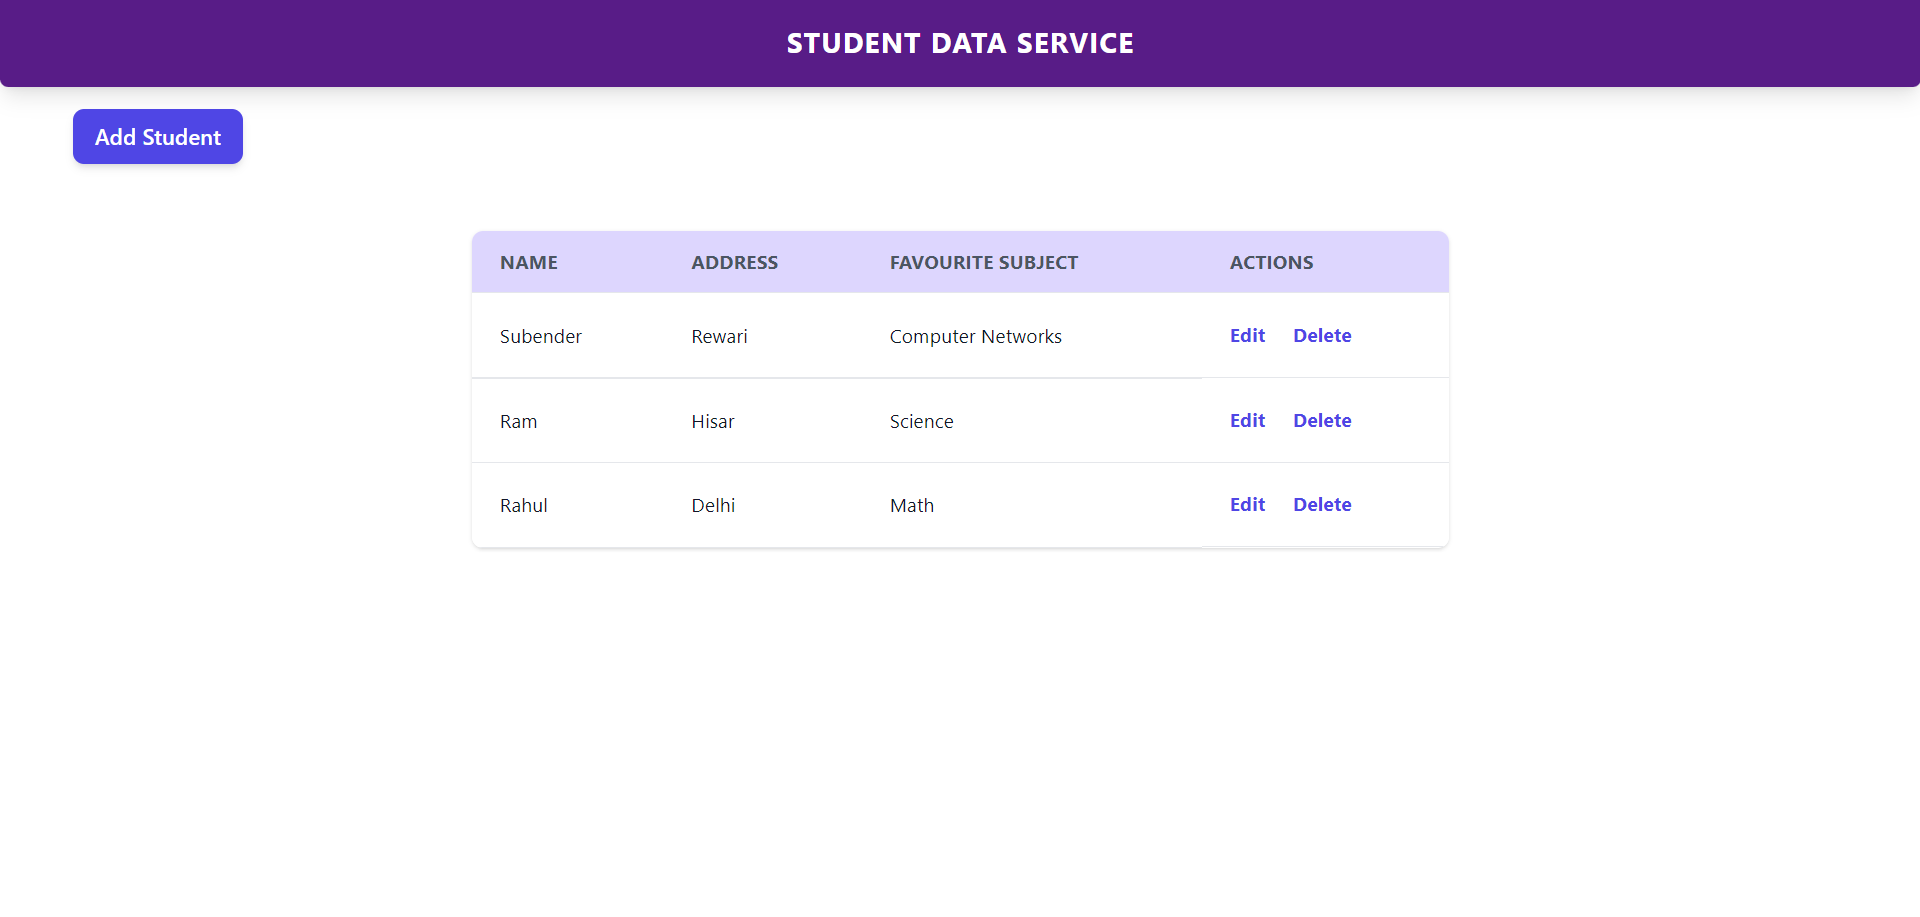 STUDENT DATA SERVICE
Add Student
NAME ADDRESS FAVOURITE SUBJECT ACTIONS
Subender Rewari Computer Networks Edit Delete
Ram Hisar Science Edit Delete
Rahul Delhi Math Edit Delete